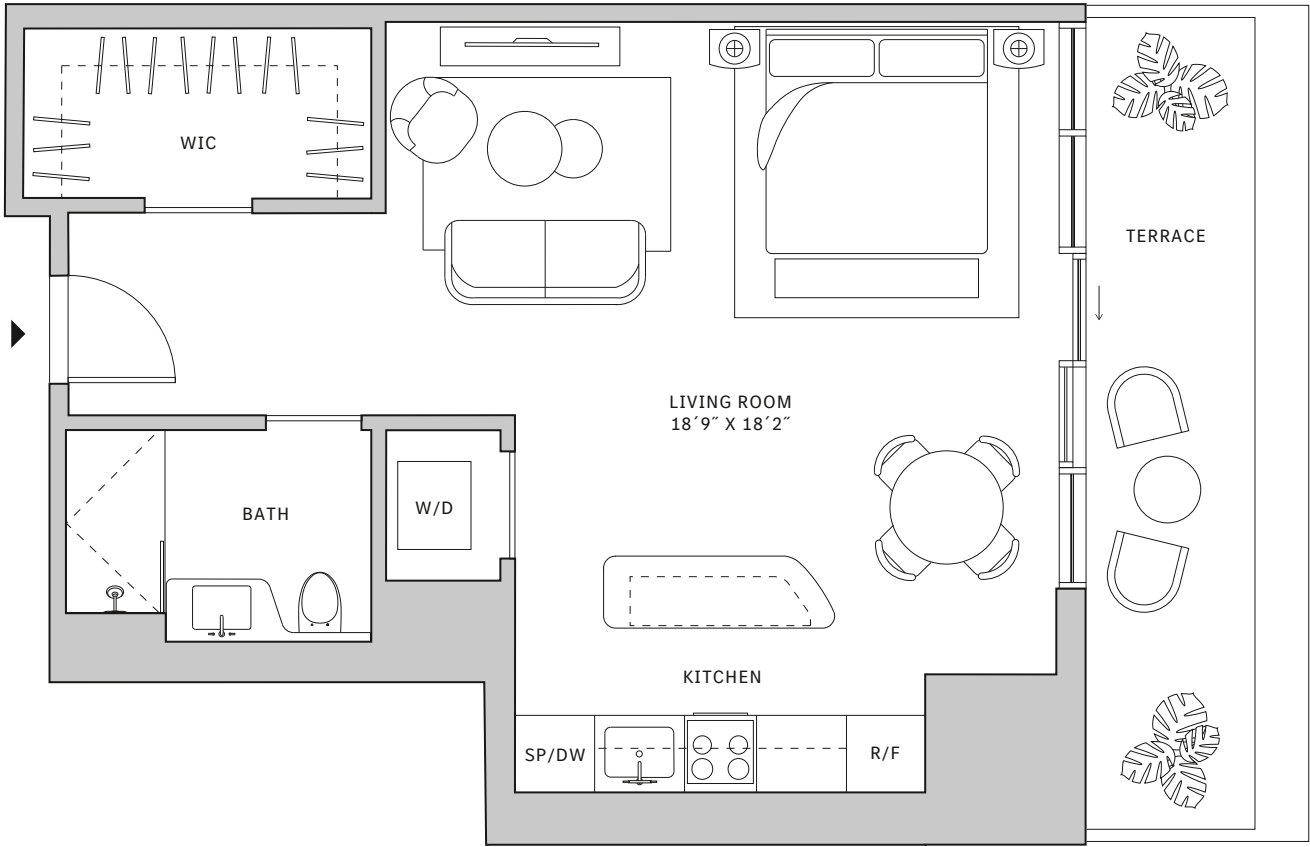 WIC
TERRACE
LIVING ROOM
18´9˝ X 18´2˝
BATH
W/D
KITCHEN
SP/DW
R/F